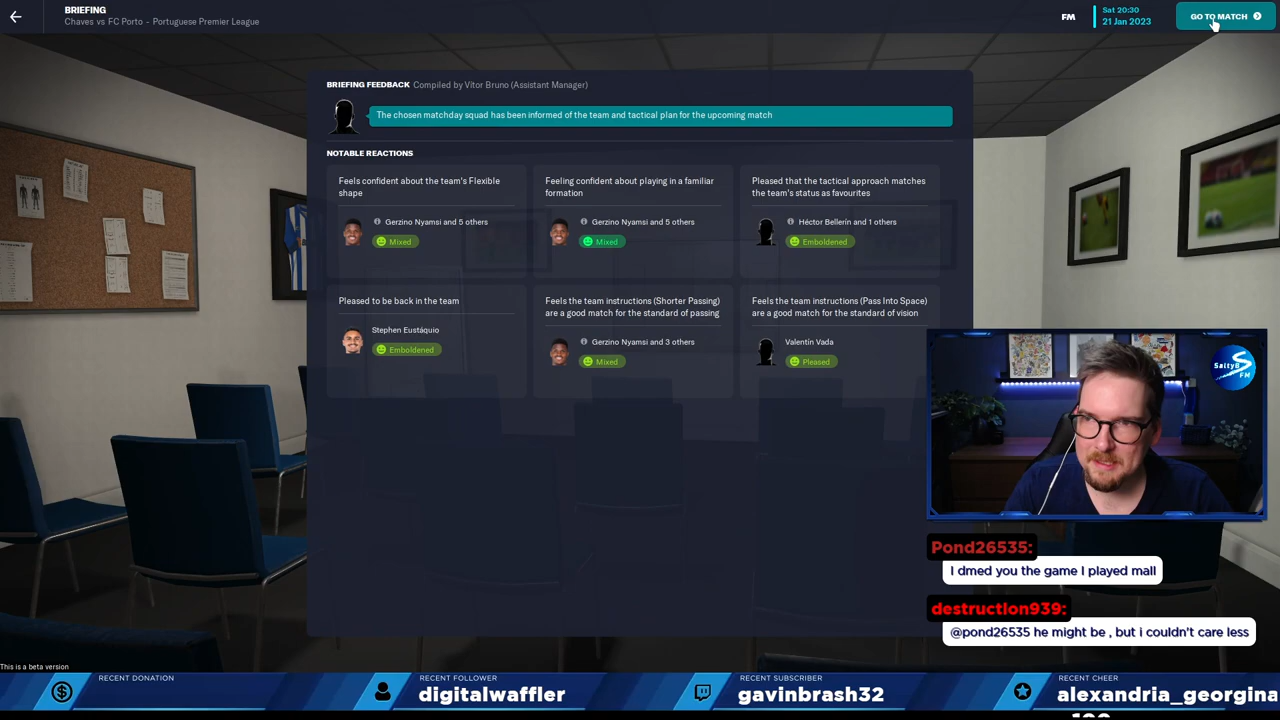 BRIEFING
Chaves vs FC Porto - Portuguese Premier League
FM
Sat 20:30
21 Jan 2023
GO TO MATCH
BRIEFING FEEDBACK Compiled by Vítor Bruno (Assistant Manager)
The chosen matchday squad has been informed of the team and tactical plan for the upcoming match
NOTABLE REACTIONS
Feels confident about the team's Flexible
shape
Gerzino Nyamsi and 5 others
Mixed
Feeling confident about playing in a familiar
formation
Gerzino Nyamsi and 5 others
Mixed
Pleased that the tactical approach matches
the team's status as favourites
Héctor Bellerín and 1 others
Emboldened
Pleased to be back in the team
Stephen Eustáquio
Emboldened
Feels the team instructions (Shorter Passing)
are a good match for the standard of passing
Gerzino Nyamsi and 3 others
Mixed
Feels the team instructions (Pass Into Space)
are a good match for the standard of vision
Valentín Vada
Pleased
SaltyB
FM
Pond26535:
I dmed you the game I played mall
destruct1on939:
@pond26535 he might be , but i couldn't care less
This is a beta version
RECENT DONATION
RECENT FOLLOWER
digitalwaffler
RECENT SUBSCRIBER
gavinbrash32
RECENT CHEER
alexandria_georgina